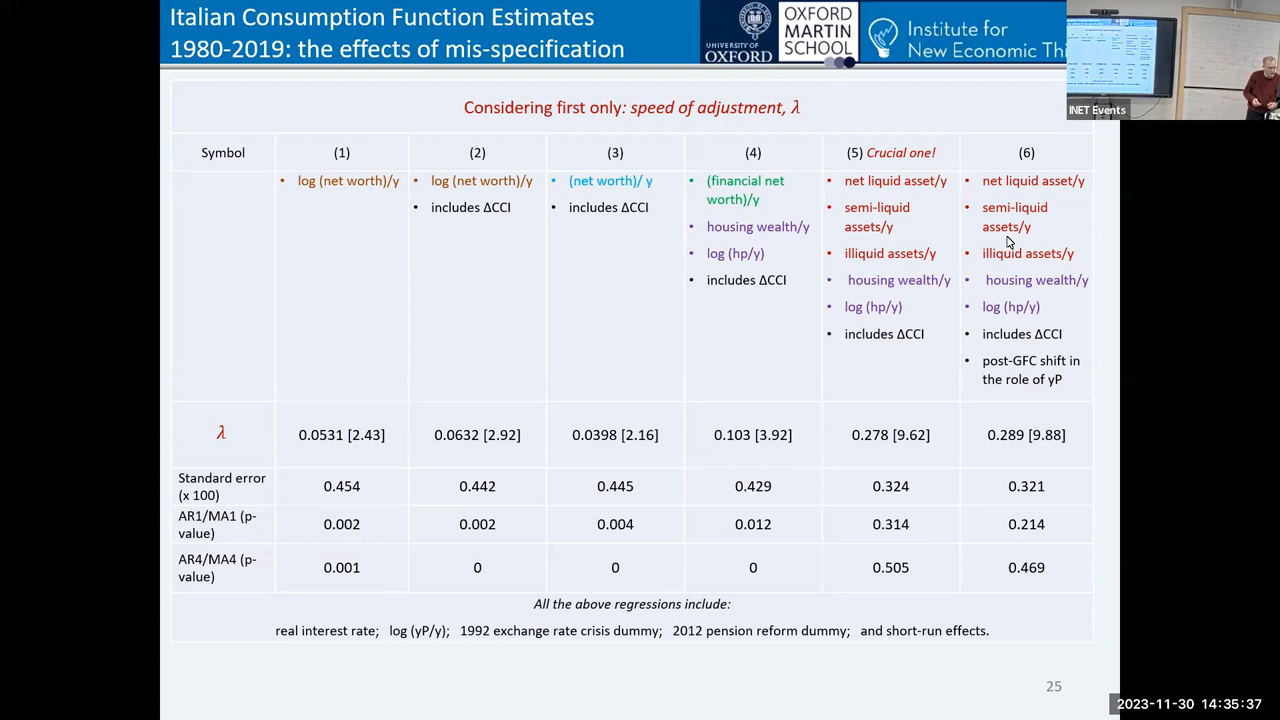 Italian Consumption Function Estimates
1980-2019: the effects of mis-specification
UNIVERSITY OF
OXFORD
OXFORD
MARTIN
SCHOOL
Institute for
New Economic Thi
INET Events
Considering first only: speed of adjustment, λ
Symbol (1) (2) (3) (4) (5) Crucial one! (6)
• log (net worth)/y
• log (net worth)/y
• includes ΔCCI
• (net worth)/ y
• includes ΔCCI
• (financial net
worth)/y
• housing wealth/y
• log (hp/y)
• includes ΔCCI
• net liquid asset/y
• semi-liquid
assets/y
• illiquid assets/y
• housing wealth/y
• log (hp/y)
• includes ΔCCI
• net liquid asset/y
• semi-liquid
assets/y
• illiquid assets/y
• housing wealth/y
• log (hp/y)
• includes ΔCCI
• post-GFC shift in
the role of yP
λ 0.0531 [2.43] 0.0632 [2.92] 0.0398 [2.16] 0.103 [3.92] 0.278 [9.62] 0.289 [9.88]
Standard error
(x 100) 0.454 0.442 0.445 0.429 0.324 0.321
AR1/MA1 (p-
value) 0.002 0.002 0.004 0.012 0.314 0.214
AR4/MA4 (p-
value) 0.001 0 0 0 0.505 0.469
All the above regressions include:
real interest rate; log (yP/y); 1992 exchange rate crisis dummy; 2012 pension reform dummy; and short-run effects.
25
2023-11-30 14:35:37